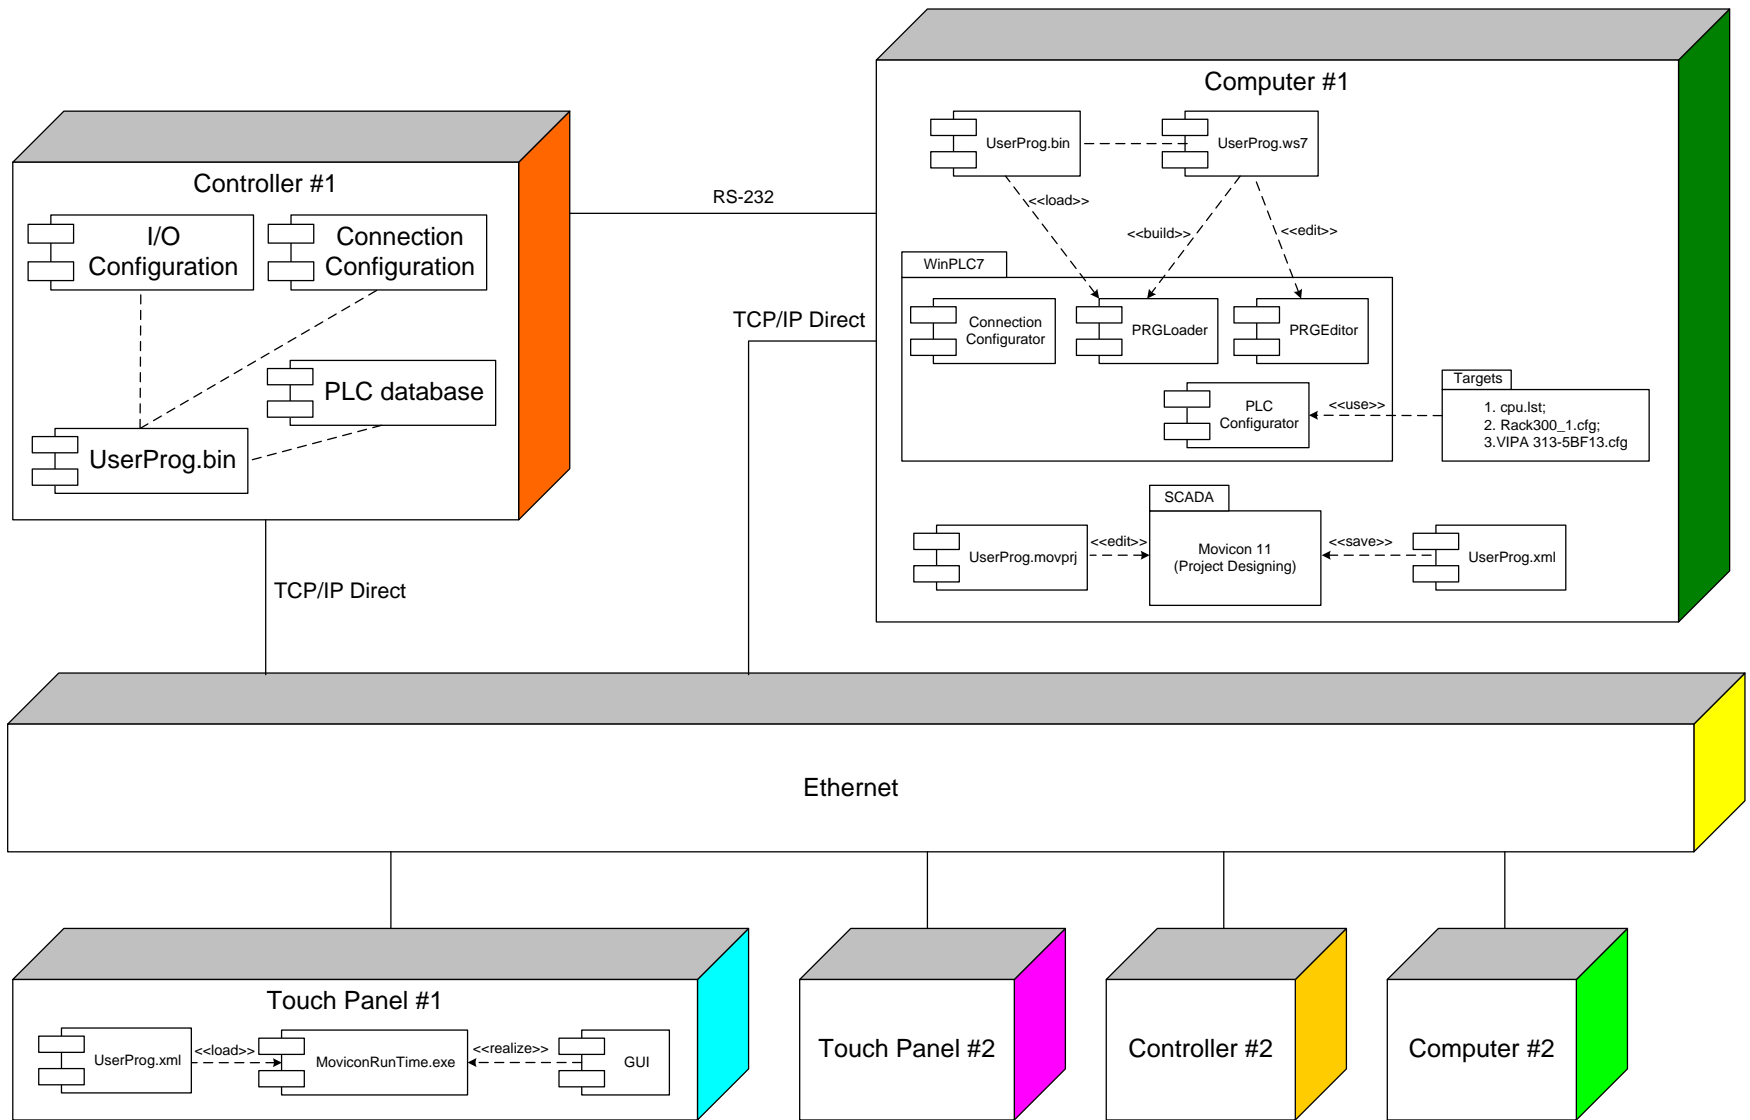 Computer #1
UserProg.bin
UserProg.ws7
<<load>>
<<build>>
<<edit>>
WinPLC7
Connection
Configurator
PRGLoader
PRGEditor
PLC
Configurator
<<use>>
Targets
1. cpu.lst;
2. Rack300_1.cfg;
3.VIPA 313-5BF13.cfg
SCADA
UserProg.movprj
<<edit>>
Movicon 11
(Project Designing)
<<save>>
UserProg.xml
Controller #1
I/O
Configuration
Connection
Configuration
PLC database
UserProg.bin
RS-232
TCP/IP Direct
TCP/IP Direct
Ethernet
Touch Panel #1
UserProg.xml
<<load>>
MoviconRunTime.exe
<<realize>>
GUI
Touch Panel #2
Controller #2
Computer #2